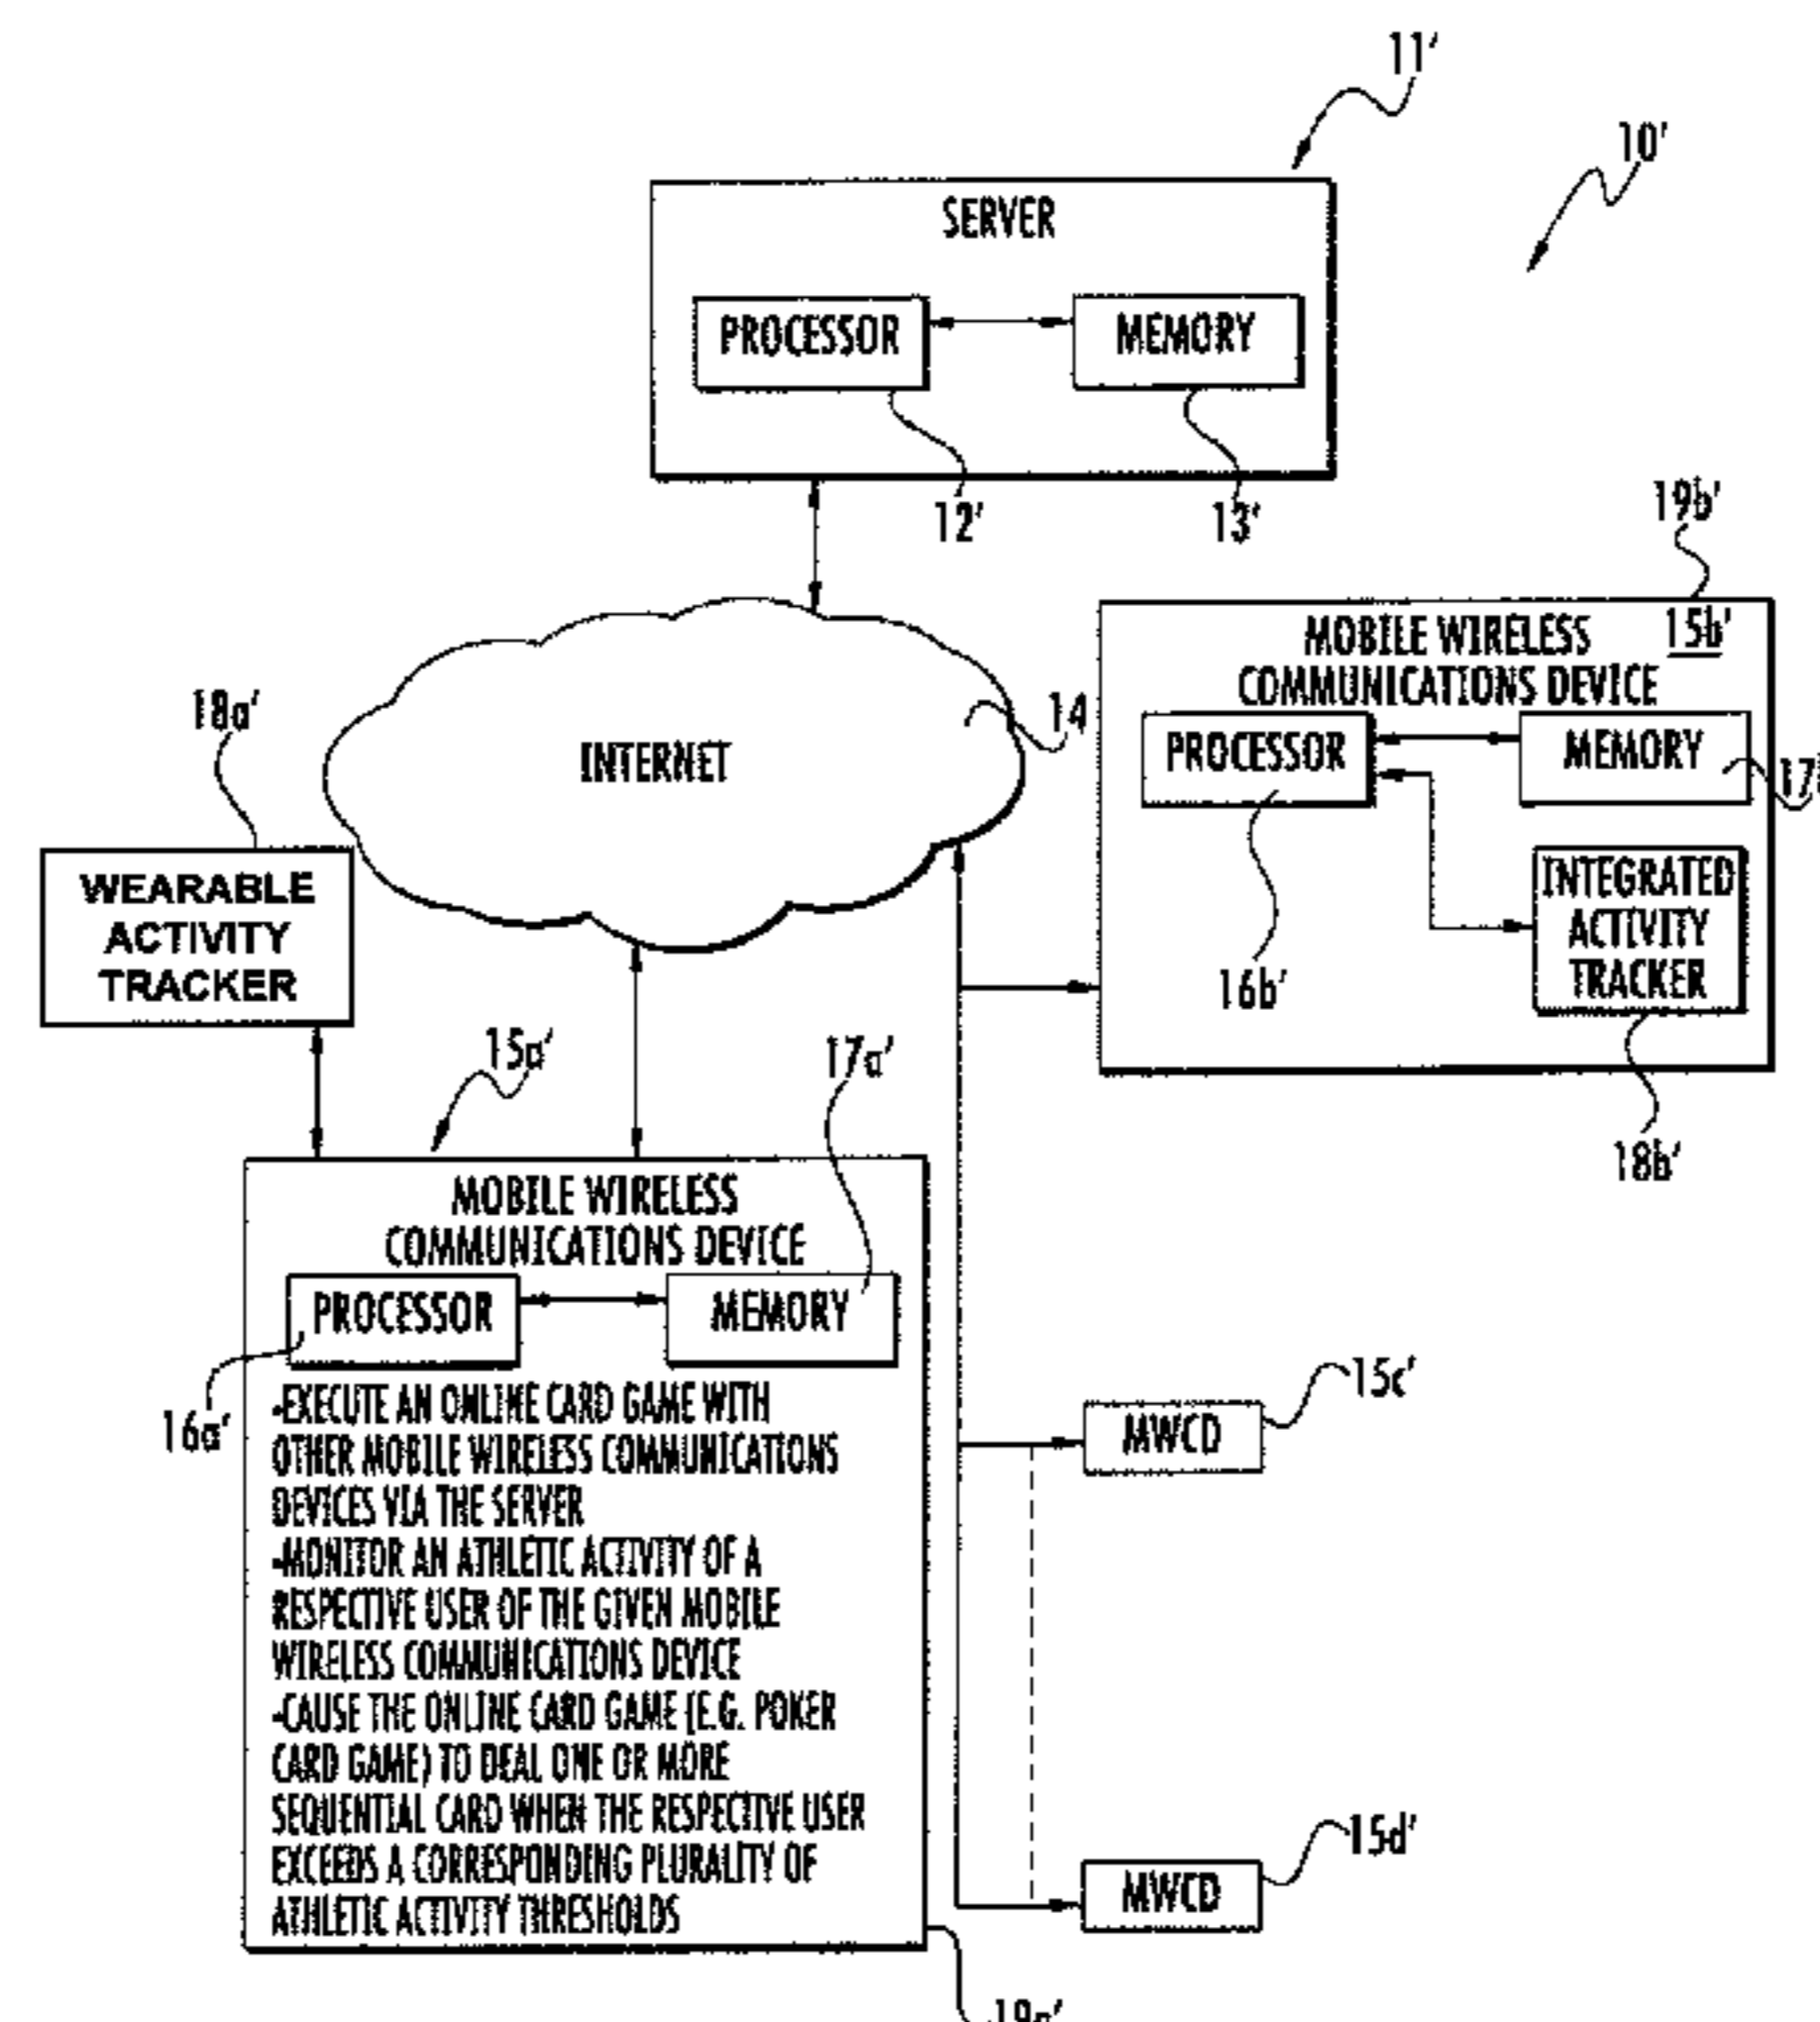 11'
10'
SERVER
PROCESSOR
MEMORY
12'
13'
19b'
MOBILE WIRELESS
15b'
COMMUNICATIONS DEVICE
18a'
14
INTERNET
PROCESSOR
MEMORY
WEARABLE
ACTIVITY
TRACKER
INTEGRATED
ACTIVITY
TRACKER
16b'
15a'
17a'
18b'
MOBILE WIRELESS
COMMUNICATIONS DEVICE
PROCESSOR
MEMORY
16a'
-EXECUTE AN ONLINE CARD GAME WITH
OTHER MOBILE WIRELESS COMMUNICATIONS
DEVICES VIA THE SERVER
-MONITOR AN ATHLETIC ACTIVITY OF A
RESPECTIVE USER OF THE GIVEN MOBILE
WIRELESS COMMUNICATIONS DEVICE
-CAUSE THE ONLINE CARD GAME (E.G. POKER
CARD GAME) TO DEAL ONE OR MORE
SEQUENTIAL CARD WHEN THE RESPECTIVE USER
EXCEEDS A CORRESPONDING PLURALITY OF
ATHLETIC ACTIVITY THRESHOLDS
MWCD
15c'
MWCD
15d'